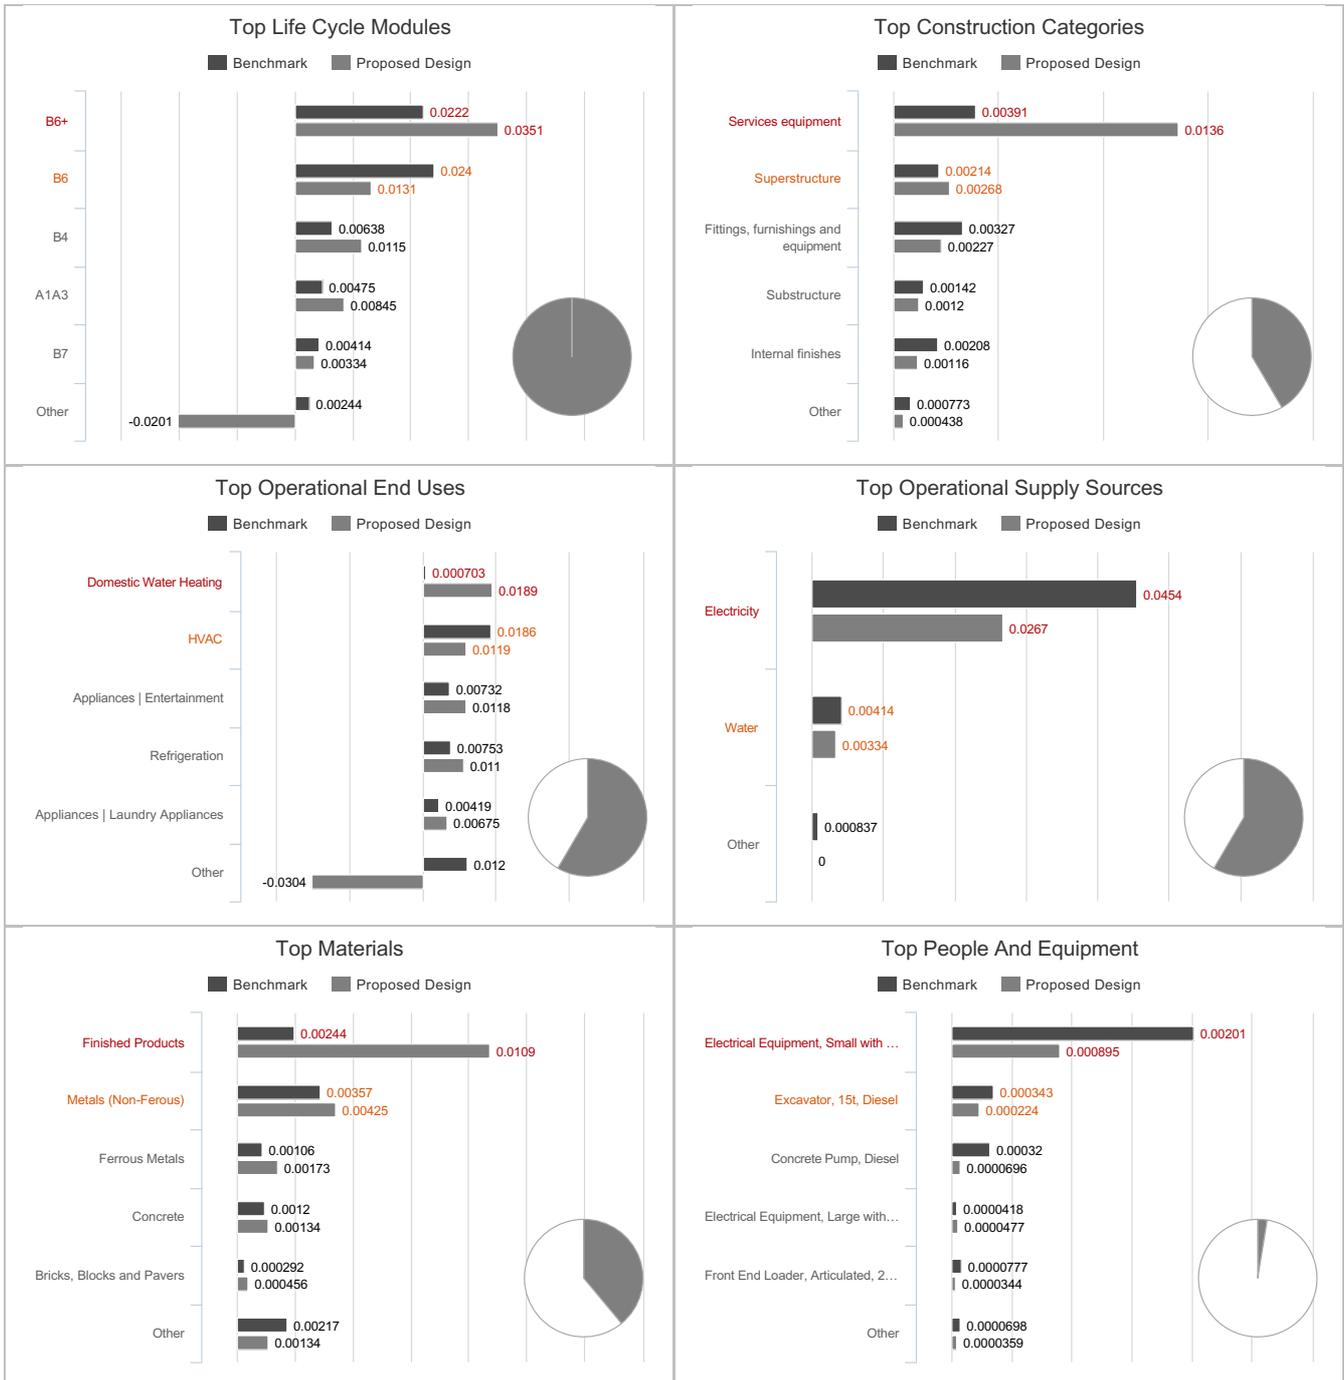 Top Life Cycle Modules
Benchmark Proposed Design
B6+ 0.0222
0.0351
B6 0.024
0.0131
B4 0.00638
0.0115
A1A3 0.00475
0.00845
B7 0.00414
0.00334
Other 0.00244
-0.0201
Top Construction Categories
Benchmark Proposed Design
Services equipment 0.00391
0.0136
Superstructure 0.00214
0.00268
Fittings, furnishings and 0.00327
equipment 0.00227
Substructure 0.00142
0.0012
Internal finishes 0.00208
0.00116
Other 0.000773
0.000438
Top Operational End Uses
Benchmark Proposed Design
Domestic Water Heating 0.000703
0.0189
HVAC 0.0186
0.0119
Appliances | Entertainment 0.00732
0.0118
Refrigeration 0.00753
0.011
Appliances | Laundry Appliances 0.00419
0.00675
Other 0.012
-0.0304
Top Operational Supply Sources
Benchmark Proposed Design
Electricity 0.0454
0.0267
Water 0.00414
0.00334
Other 0.000837
0
Top Materials
Benchmark Proposed Design
Finished Products 0.00244
0.0109
Metals (Non-Ferous) 0.00357
0.00425
Ferrous Metals 0.00106
0.00173
Concrete 0.0012
0.00134
Bricks, Blocks and Pavers 0.000292
0.000456
Other 0.00217
0.00134
Top People And Equipment
Benchmark Proposed Design
Electrical Equipment, Small with ... 0.00201
0.000895
Excavator, 15t, Diesel 0.000343
0.000224
Concrete Pump, Diesel 0.00032
0.0000696
Electrical Equipment, Large with... 0.0000418
0.0000477
Front End Loader, Articulated, 2... 0.0000777
0.0000344
Other 0.0000698
0.0000359